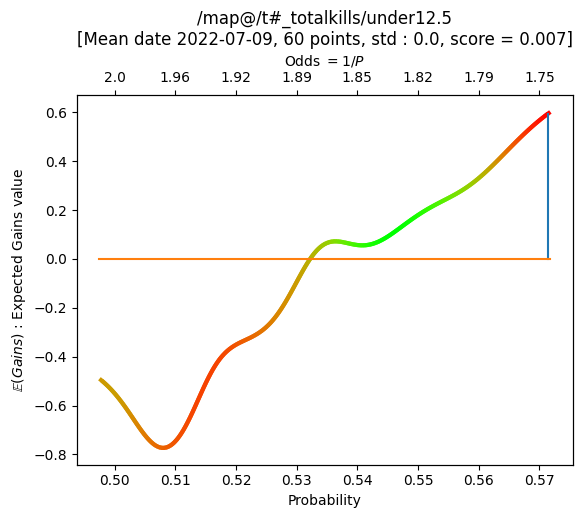 /map@/t#_totalkills/under12.5
[Mean date 2022-07-09, 60 points, std : 0.0, score = 0.007]
Odds = 1/P
2.0 1.96 1.92 1.89 1.85 1.82 1.79 1.75
0.6
0.4
0.2
0.0
−0.2
−0.4
−0.6
−0.8
𝔼(Gains) : Expected Gains value
0.50 0.51 0.52 0.53 0.54 0.55 0.56 0.57
Probability